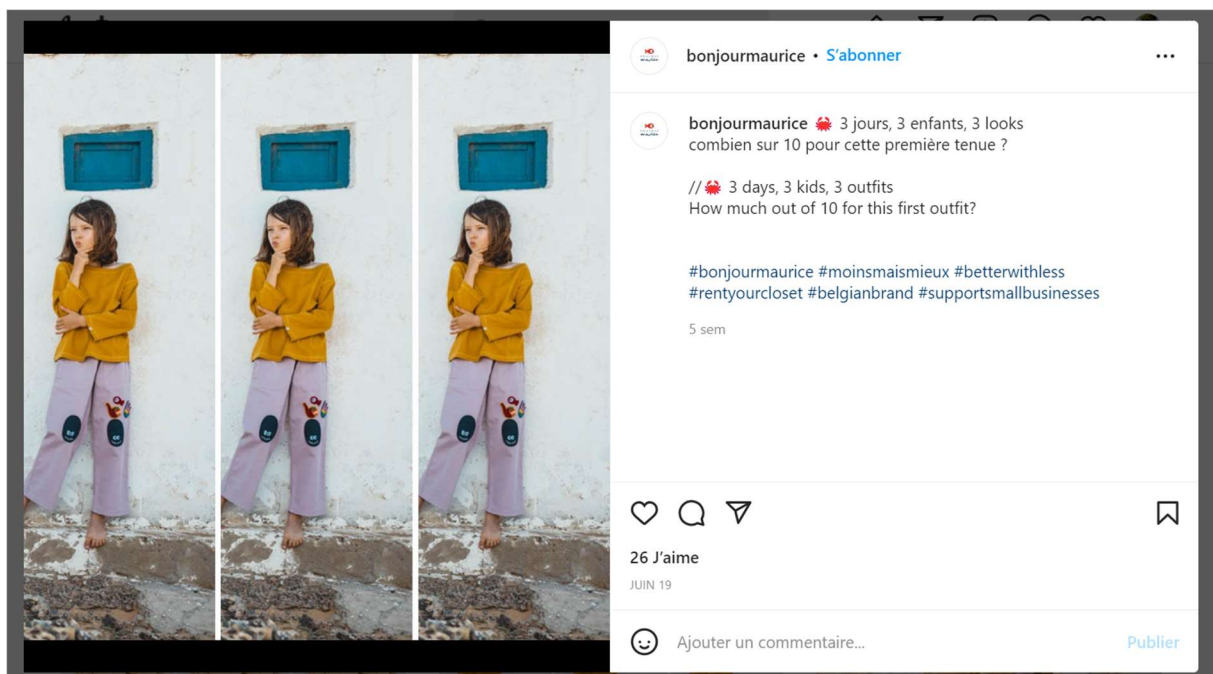 bonjourmaurice • S'abonner
bonjourmaurice 🦀 3 jours, 3 enfants, 3 looks
combien sur 10 pour cette première tenue ?
//🦀 3 days, 3 kids, 3 outfits
How much out of 10 for this first outfit?
#bonjourmaurice #moinsmaismieux #betterwithless
#rentyourcloset #belgianbrand #supportsmallbusinesses
5 sem
26 J'aime
JUIN 19
Ajouter un commentaire...
Publier